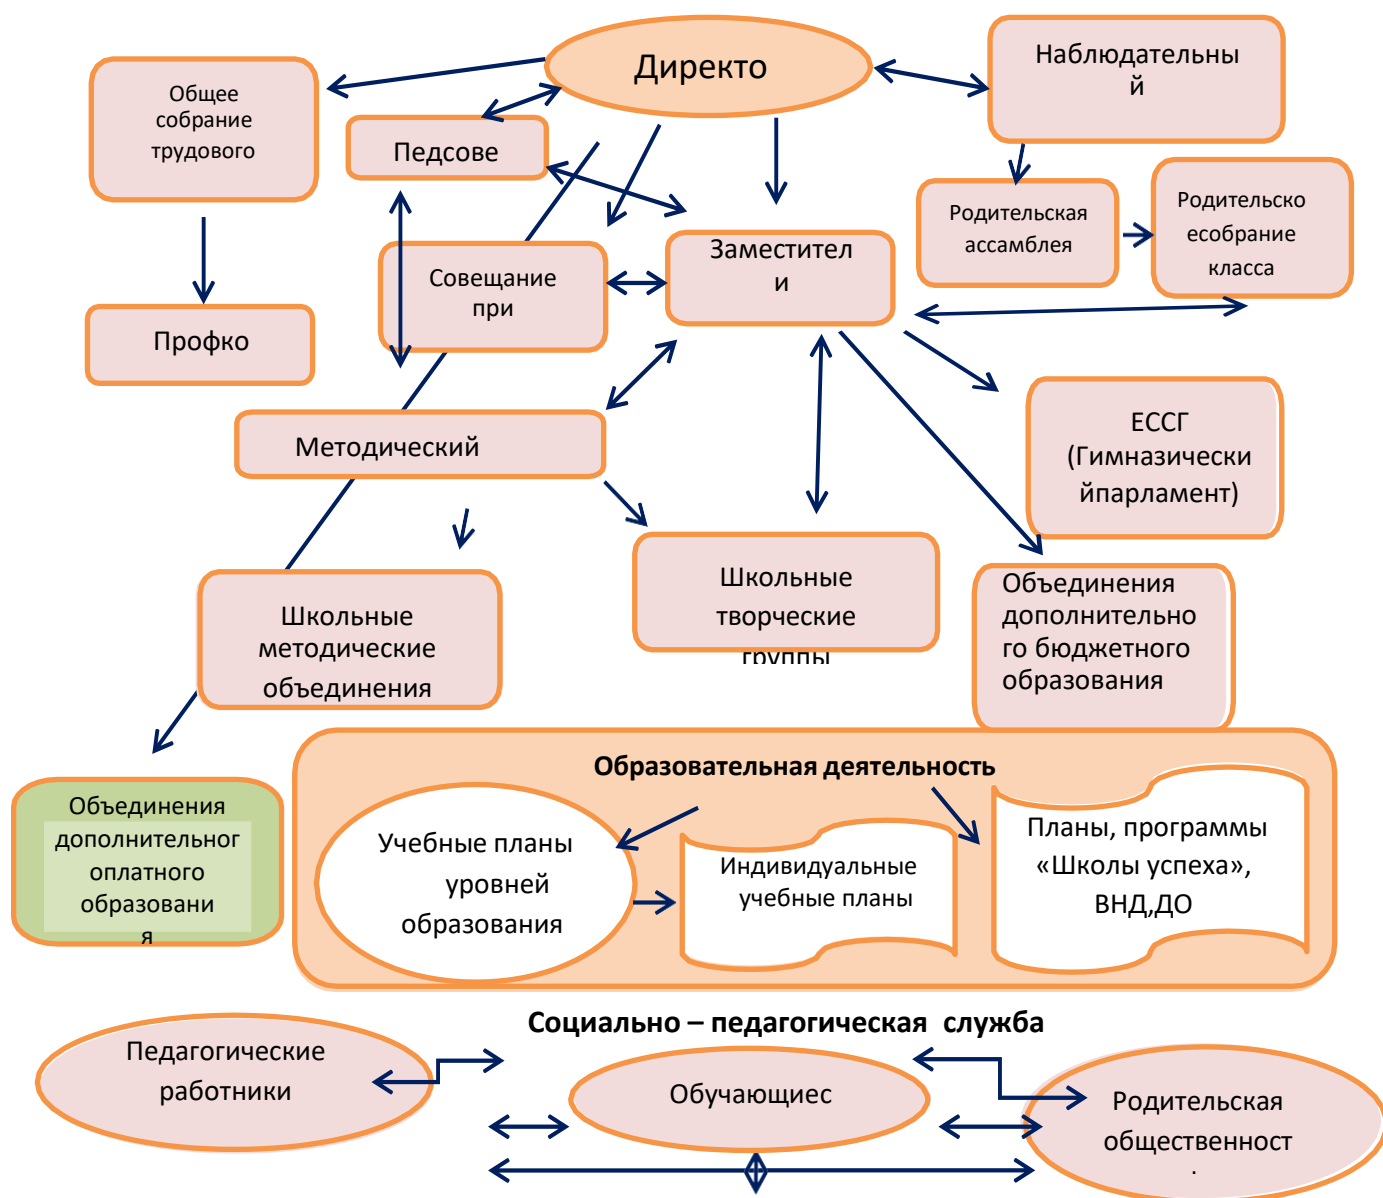 Директо
Наблюдательны
й
Общее
собрание
трудового
Педсове
Родительская
ассамблея
Родительско
есобрание
класса
Заместител
и
Совещание
при
Профко
Методический
ЕССГ
(Гимназически
йпарламент)
Школьные
творческие
группы
Объединения
дополнительно
го бюджетного
образования
Школьные
методические
объединения
Образовательная деятельность
Объединения
дополнительног
оплатного
образовани
я
Учебные планы
уровней
образования
Индивидуальные
учебные планы
Планы, программы
«Школы успеха»,
ВНД,ДО
Социально – педагогическая служба
Педагогические
работники
Обучающиес
Родительская
общественност